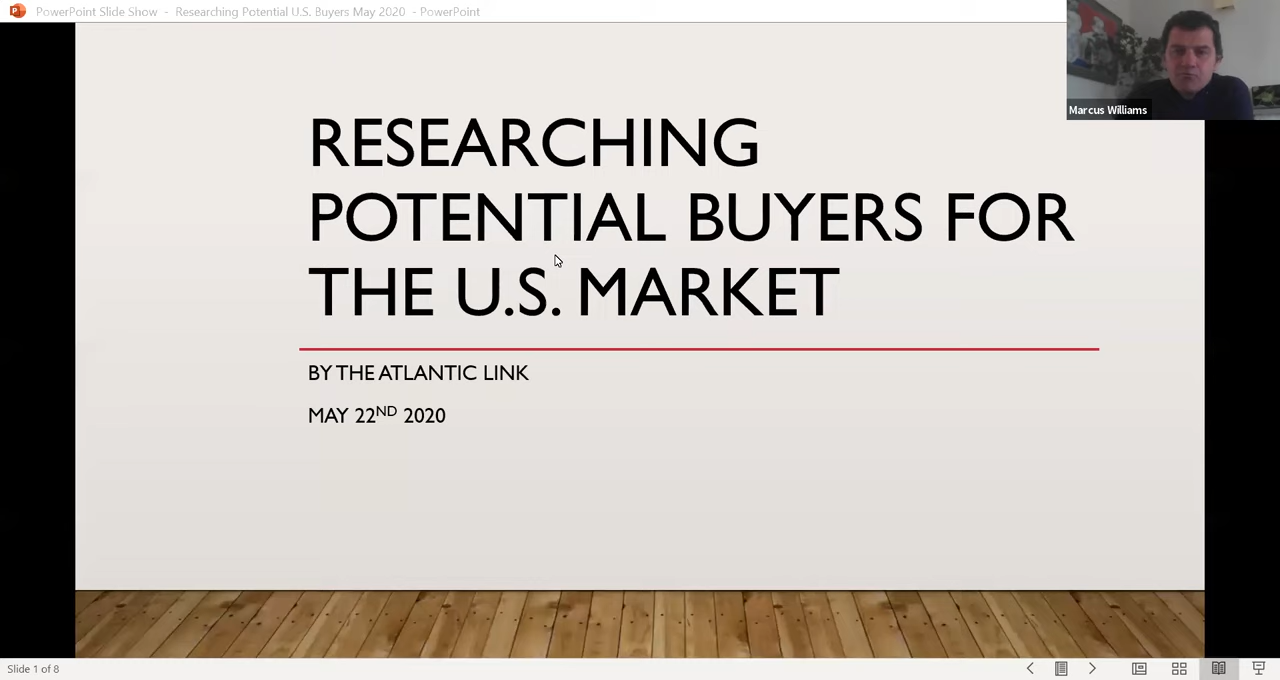 PowerPoint Slide Show - Researching Potential U.S. Buyers May 2020 - PowerPoint
Marcus Williams
RESEARCHING
POTENTIAL BUYERS FOR
THE U.S. MARKET
BY THE ATLANTIC LINK
MAY 22ND 2020
Slide 1 of 8